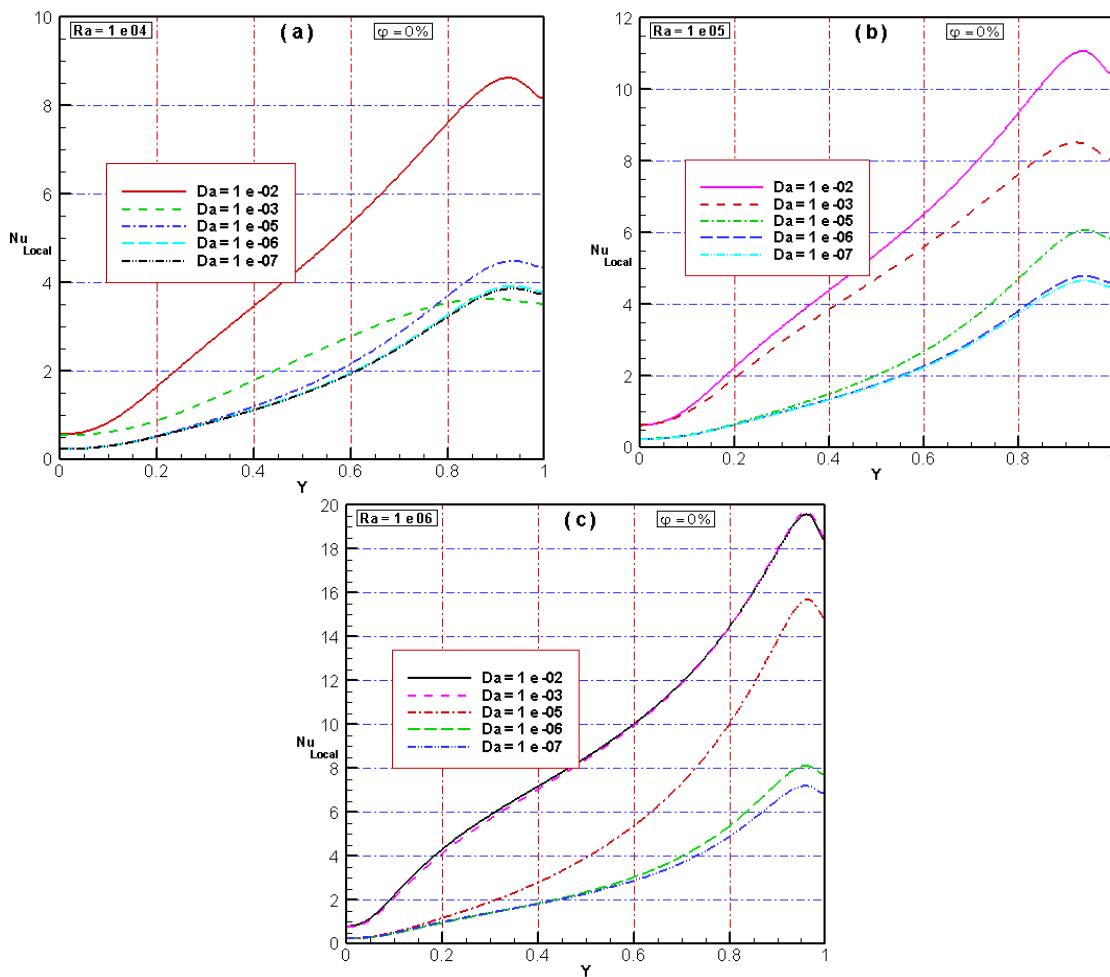 Ra = 1 e 04
(a)
φ = 0%
10
8
6
4
2
0
Nu Local
Da = 1 e -02
Da = 1 e -03
Da = 1 e -05
Da = 1 e -06
Da = 1 e -07
0 0.2 0.4 0.6 0.8 1
Y
Ra = 1 e 05
(b)
φ = 0%
12
10
8
6
4
2
0
Nu Local
Da = 1 e -02
Da = 1 e -03
Da = 1 e -05
Da = 1 e -06
Da = 1 e -07
0 0.2 0.4 0.6 0.8 1
Y
Ra = 1 e 06
(c)
φ = 0%
20
18
16
14
12
10
8
6
4
2
0
Nu Local
Da = 1 e -02
Da = 1 e -03
Da = 1 e -05
Da = 1 e -06
Da = 1 e -07
0 0.2 0.4 0.6 0.8 1
Y